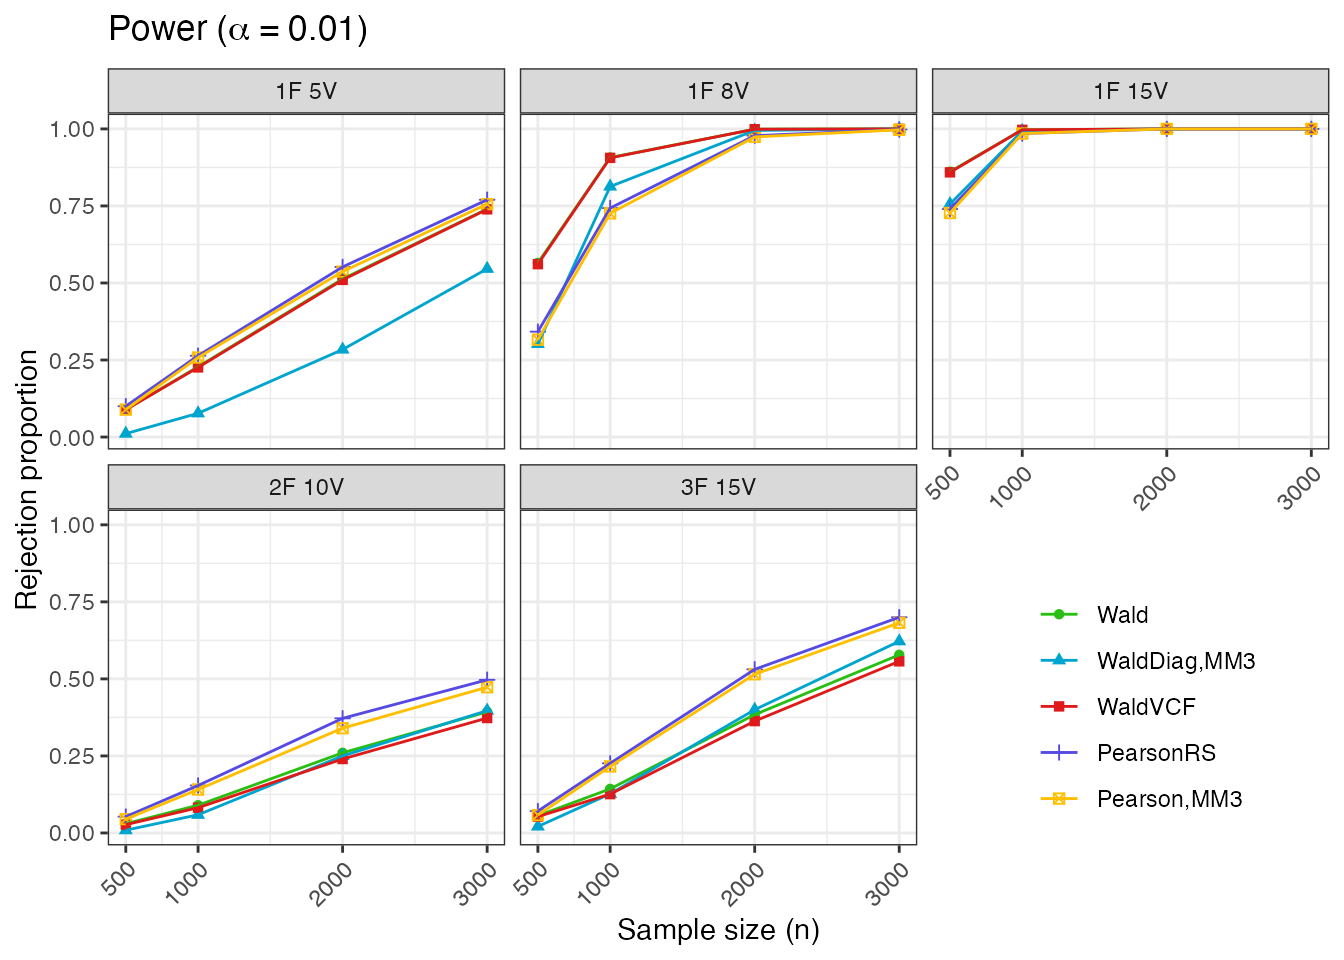 Power (α = 0.01)
1F 5V
1F 8V
1F 15V
1.00
0.75
0.50
0.25
0.00
500
1000
2000
3000
2F 10V
3F 15V
1.00
0.75
0.50
0.25
0.00
500
1000
2000
3000
500
1000
2000
3000
Rejection proportion
Sample size (n)
Wald
WaldDiag,MM3
WaldVCF
PearsonRS
Pearson,MM3